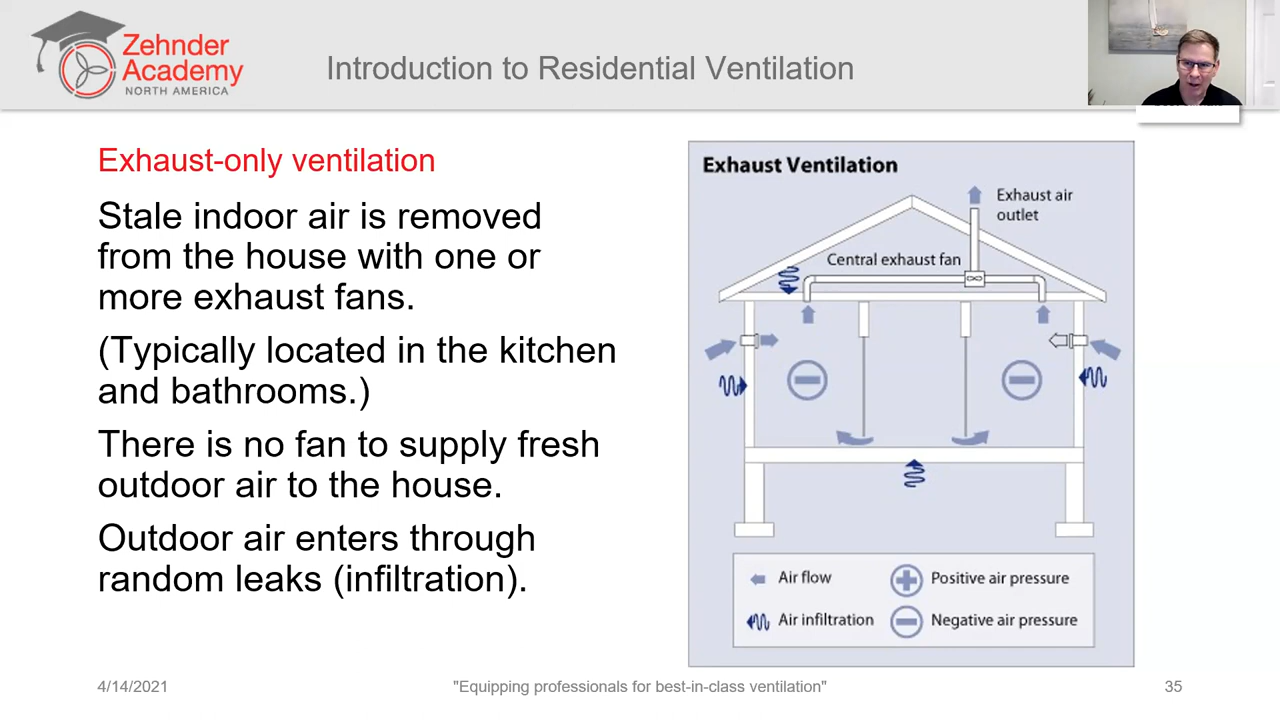 Zehnder
Academy
NORTH AMERICA
Introduction to Residential Ventilation
Exhaust-only ventilation
Stale indoor air is removed
from the house with one or
more exhaust fans.
(Typically located in the kitchen
and bathrooms.)
There is no fan to supply fresh
outdoor air to the house.
Outdoor air enters through
random leaks (infiltration).
Exhaust Ventilation
Exhaust air
outlet
Central exhaust fan
Air flow
Positive air pressure
Air infiltration
Negative air pressure
4/14/2021
"Equipping professionals for best-in-class ventilation"
35